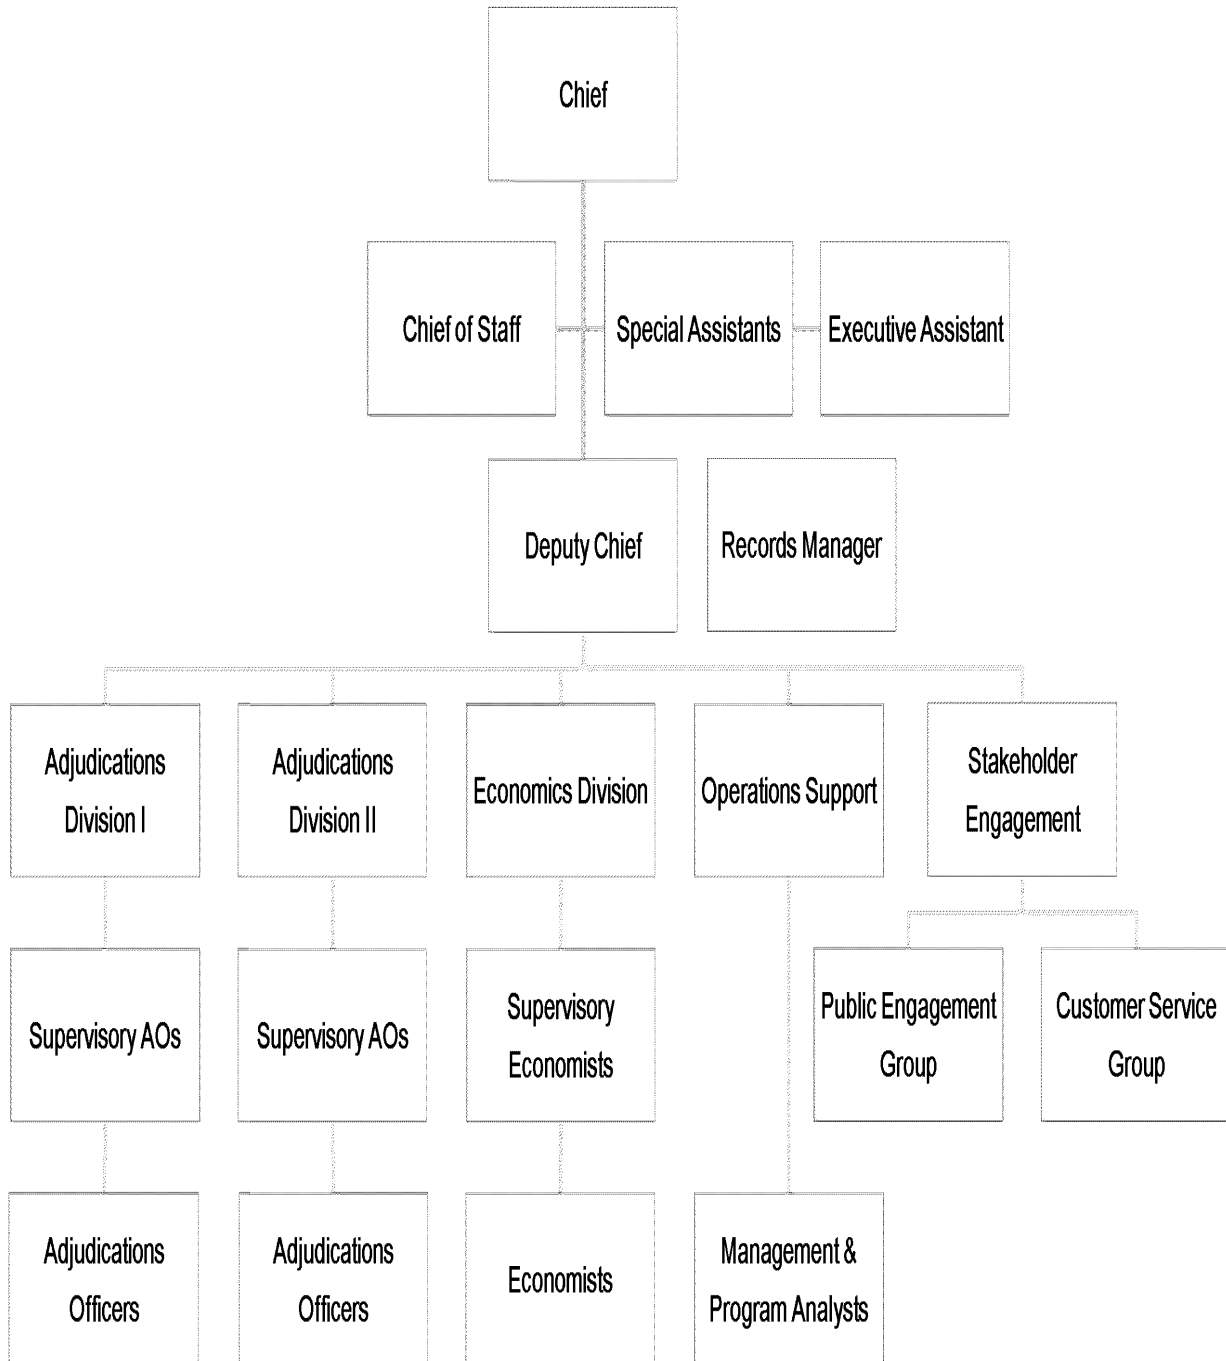 Chief
Chief of Staff
Special Assistants
Executive Assistant
Deputy Chief
Records Manager
Adjudications
Division I
Adjudications
Division II
Economics Division
Operations Support
Stakeholder
Engagement
Supervisory AOs
Supervisory AOs
Supervisory
Economists
Public Engagement
Group
Customer Service
Group
Adjudications
Officers
Adjudications
Officers
Economists
Management &
Program Analysts